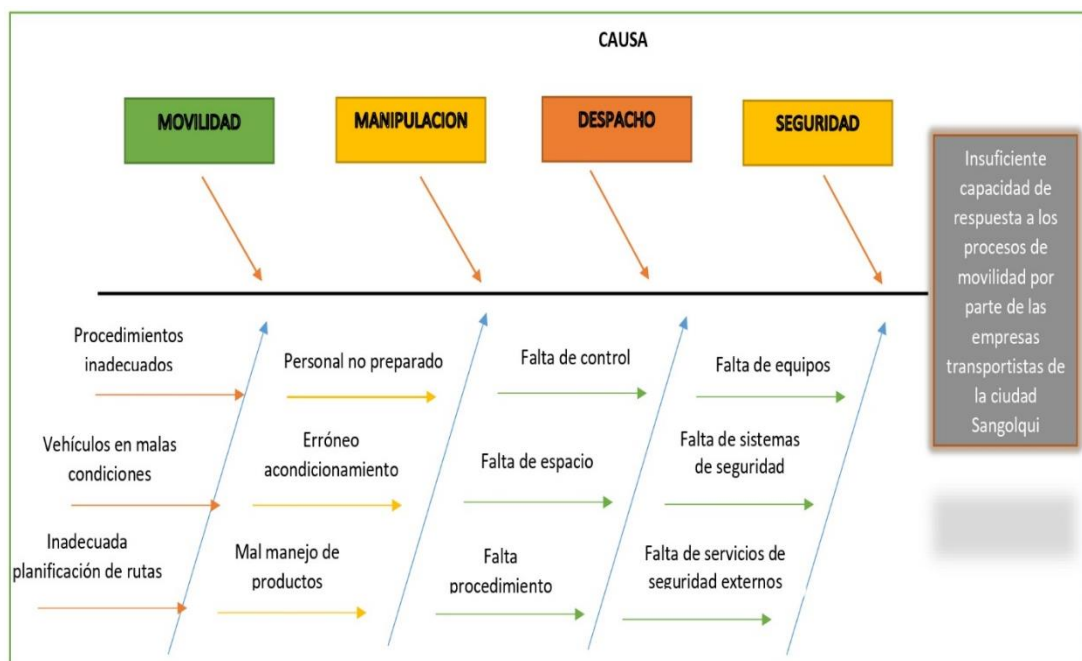 CAUSA
MOVILIDAD
MANIPULACION
DESPACHO
SEGURIDAD
Insuficiente
capacidad de
respuesta a los
procesos de
movilidad por
parte de las
empresas
transportistas de
la ciudad
Sangolqui
Procedimientos
inadecuados
Personal no preparado
Falta de control
Falta de equipos
Vehículos en malas
condiciones
Erróneo
acondicionamiento
Falta de espacio
Falta de sistemas
de seguridad
Inadecuada
planificación de rutas
Mal manejo de
productos
Falta
procedimiento
Falta de servicios de
seguridad externos